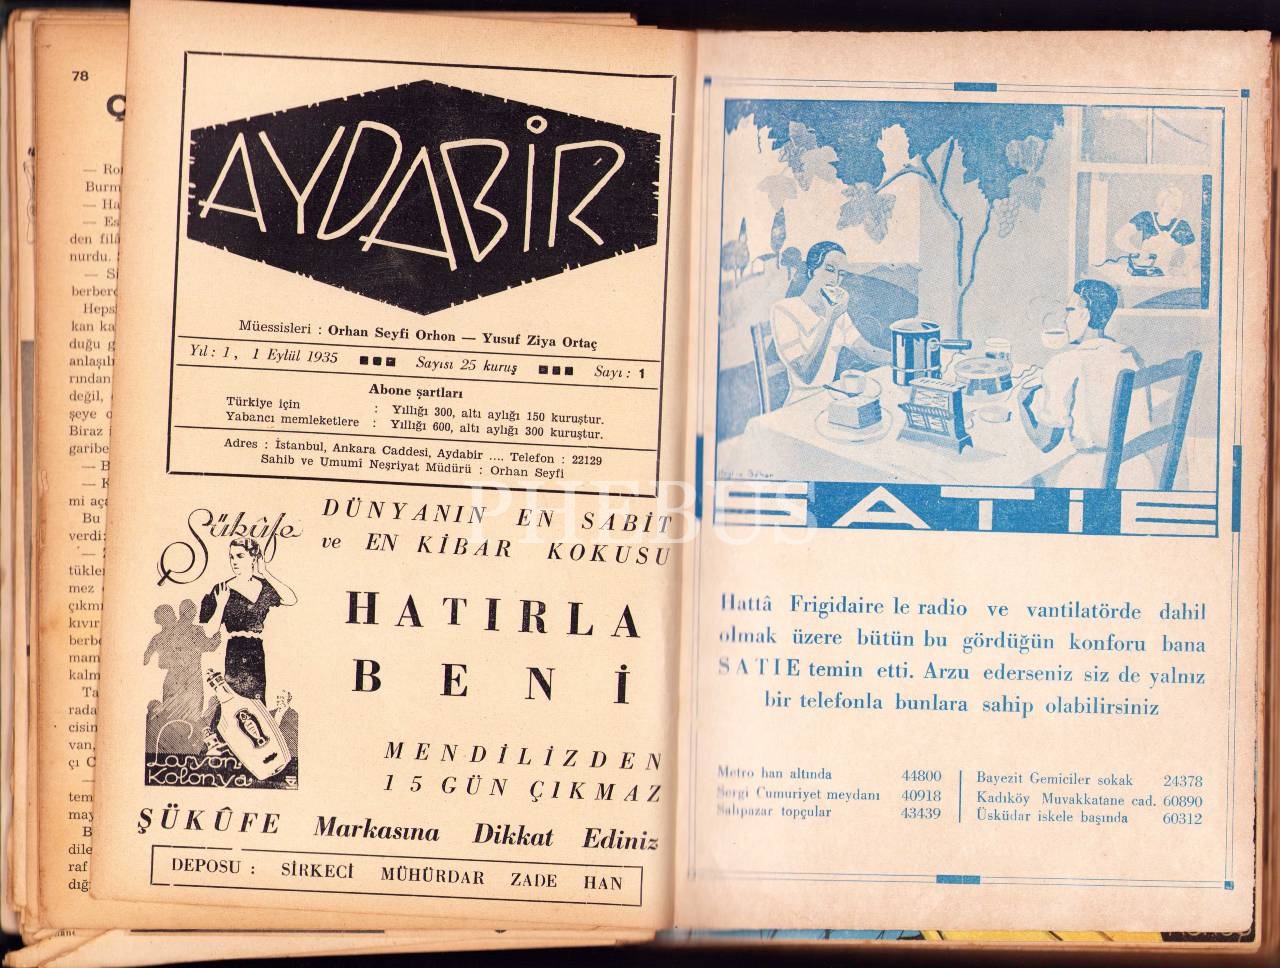 78
AYDABİR
Müessisleri : Orhan Seyfi Orhon — Yusuf Ziya Ortaç
Yıl : 1, 1 Eylül 1935 Sayısı 25 kuruş Sayı : 1
Abone şartları
Türkiye için : Yıllığı 300, altı aylığı 150 kuruştur.
Yabancı memleketlere : Yıllığı 600, altı aylığı 300 kuruştur.
Adres : İstanbul, Ankara Caddesi, Aydabir .... Telefon : 22129
Sahib ve Umumî Neşriyat Müdürü : Orhan Seyfi
Şükûfe
DÜNYANIN EN SABİT
ve EN KİBAR KOKUSU
HATIRLA
BENİ
Losyon
Kolonya
MENDİLİZDEN
15 GÜN ÇIKMAZ
ŞÜKÛFE Markasına Dikkat Ediniz
DEPOSU : SİRKECİ MÜHÜRDAR ZADE HAN
PHEBUS
SATİE
Hattâ Frigidaire le radio ve vantilatörde dahil
olmak üzere bütün bu gördüğün konforu bana
SATIE temin etti. Arzu ederseniz siz de yalnız
bir telefonla bunlara sahip olabilirsiniz
Metro han altında 44800
Sergi Cumuriyet meydanı 40918
Salıpazar topçular 43439
Bayezit Gemiciler sokak 24378
Kadıköy Muvakkatane cad. 60890
Üsküdar iskele başında 60312